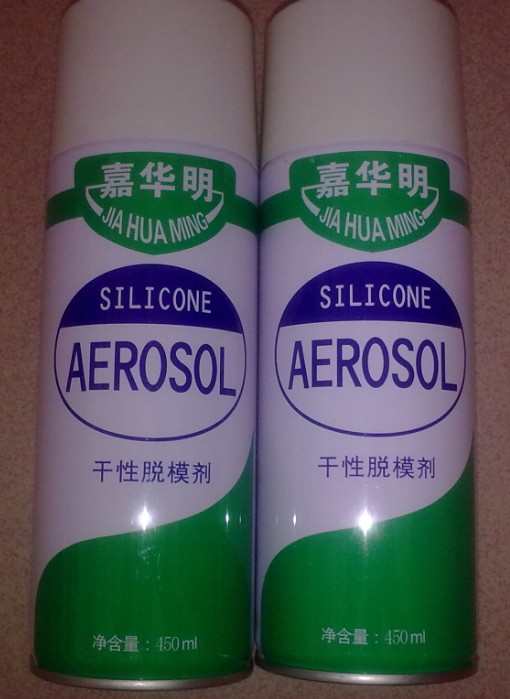 嘉华明
JIA HUA MING
SILICONE
AEROSOL
干性脱模剂
净含量：450ml
嘉华明
JIA HUA MING
SILICONE
AEROSOL
干性脱模剂
净含量：450ml